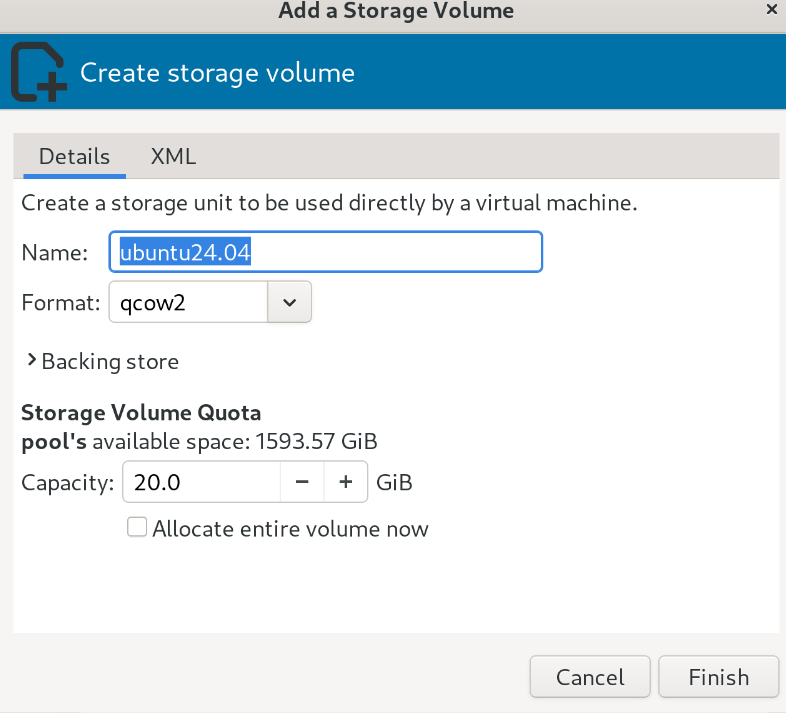 Add a Storage Volume
Create storage volume
Details XML
Create a storage unit to be used directly by a virtual machine.
Name: ubuntu24.04
Format: qcow2
Backing store
Storage Volume Quota
pool's available space: 1593.57 GiB
Capacity: 20.0 GiB
Allocate entire volume now
Cancel Finish